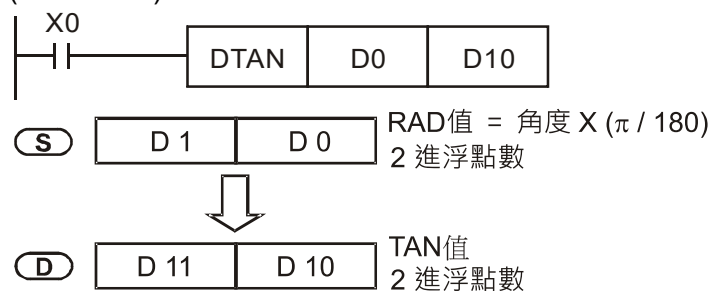 X0
DTAN D0 D10
S D 1 D 0 RAD值 = 角度 X (π / 180)
2 進浮點數
D D 11 D 10 TAN值
2 進浮點數